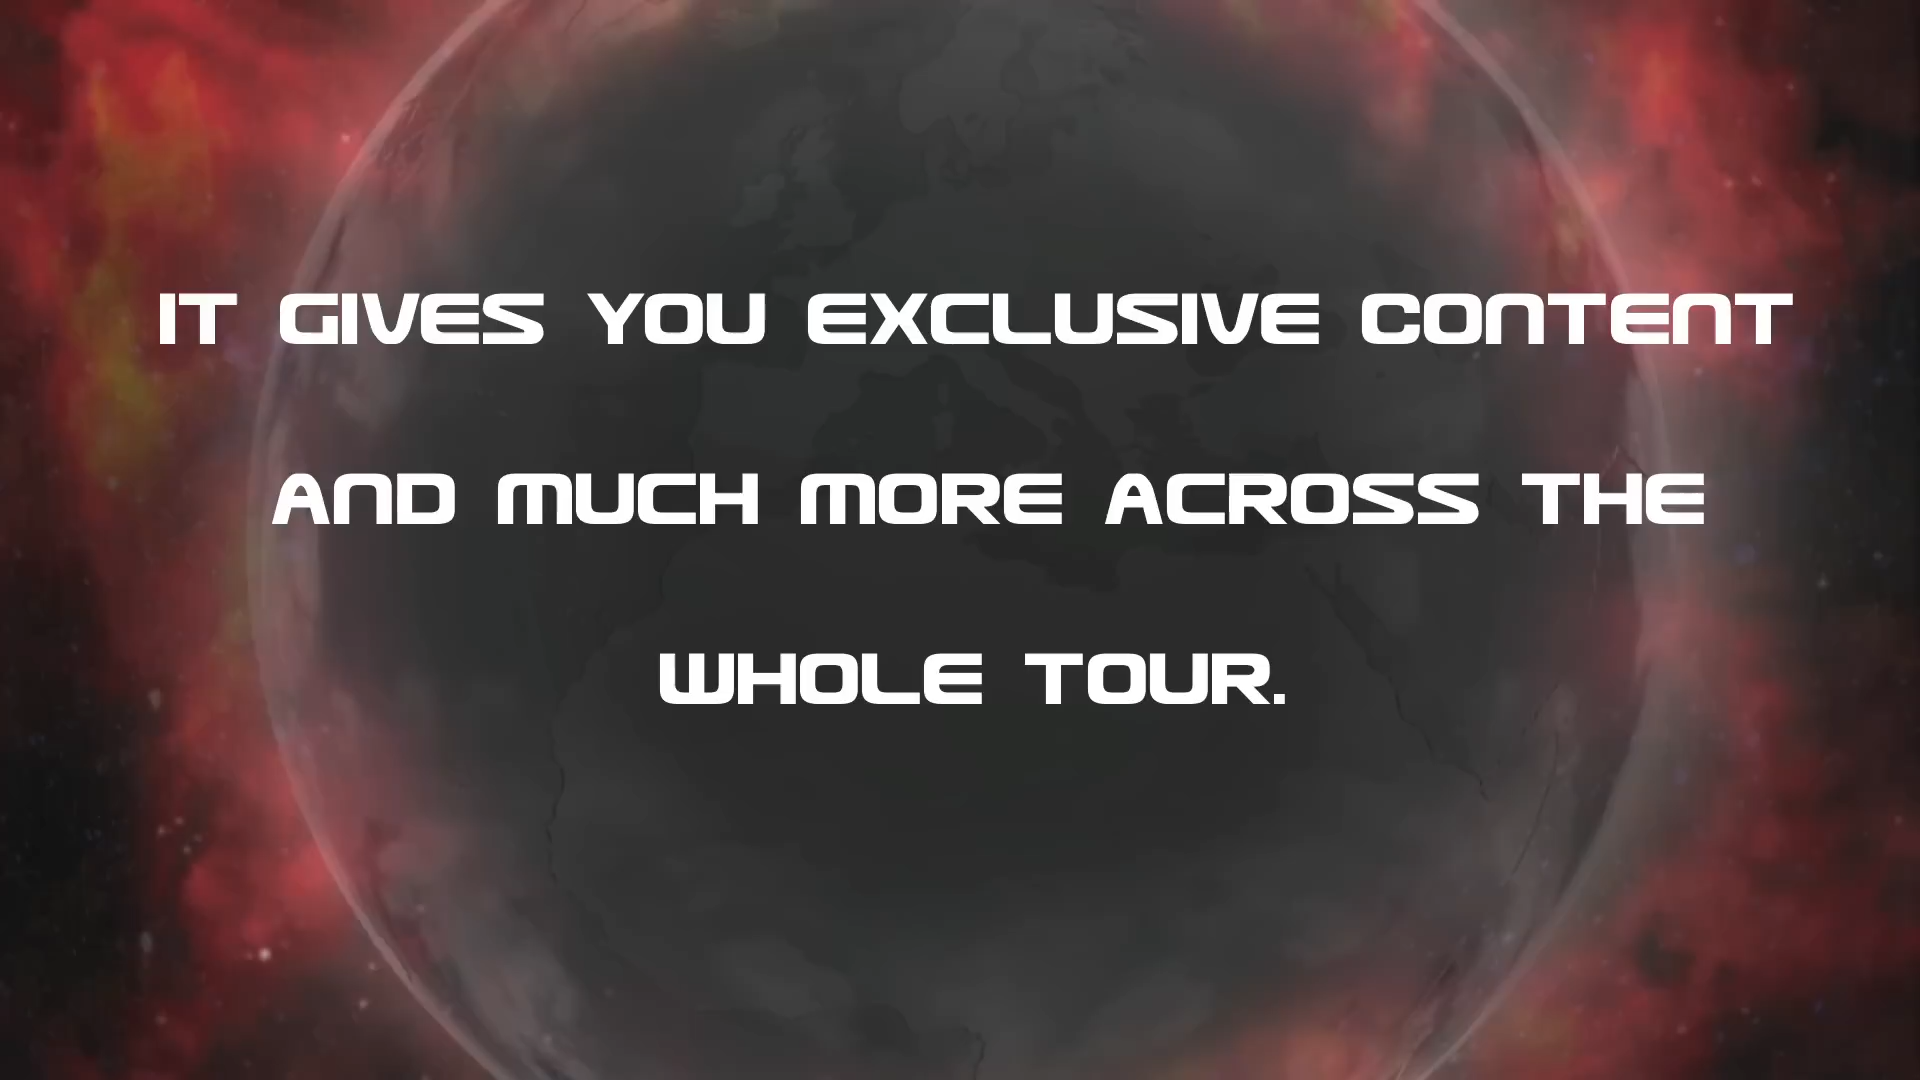 IT GIVES YOU EXCLUSIVE CONTENT
AND MUCH MORE ACROSS THE
WHOLE TOUR.